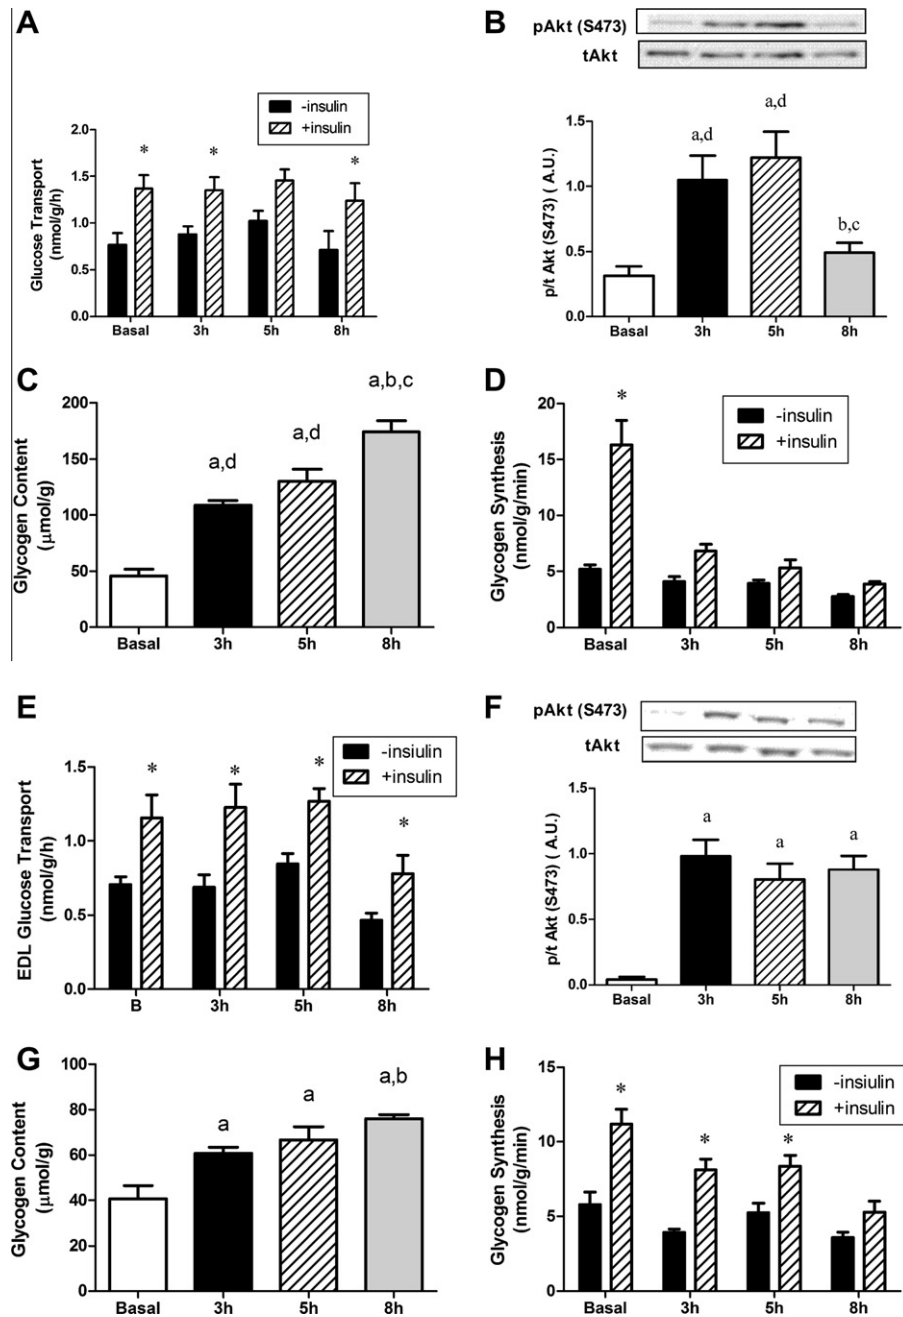 A
-insulin
+insulin
Glucose Transport
(nmol/g/h)
2.0
1.5
1.0
0.5
0.0
* * *
Basal 3h 5h 8h
B
pAkt (S473)
tAkt
p/t Akt (S473) ( A.U.)
1.5
1.0
0.5
0.0
a,d a,d b,c
Basal 3h 5h 8h
C
Glycogen Content
(μmol/g)
200
150
100
50
0
a,d a,d a,b,c
Basal 3h 5h 8h
D
-insulin
+insulin
Glycogen Synthesis
(nmol/g/min)
20
15
10
5
0
*
Basal 3h 5h 8h
E
-insiulin
+insulin
EDL Glucose Transport
(nmol/g/h)
1.5
1.0
0.5
0.0
* * * *
B 3h 5h 8h
F
pAkt (S473)
tAkt
p/t Akt (S473) ( A.U.)
1.5
1.0
0.5
0.0
a a a
Basal 3h 5h 8h
G
Glycogen Content
(μmol/g)
100
80
60
40
20
0
a a a,b
Basal 3h 5h 8h
H
-insiulin
+insulin
Glycogen Synthesis
(nmol/g/min)
15
10
5
0
* * *
Basal 3h 5h 8h